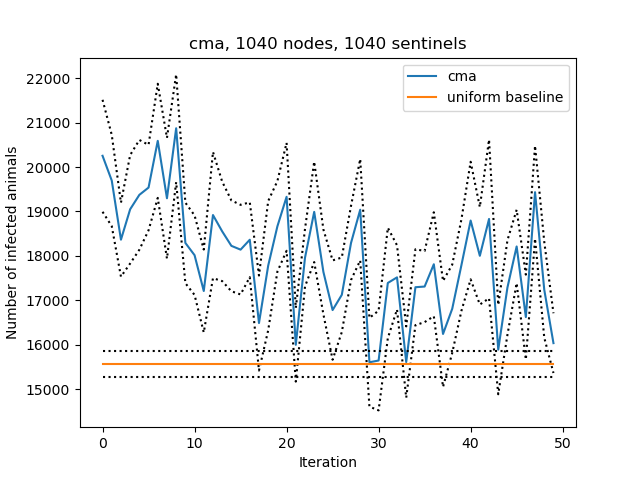 cma, 1040 nodes, 1040 sentinels
cma
uniform baseline
Number of infected animals
22000
21000
20000
19000
18000
17000
16000
15000
0 10 20 30 40 50
Iteration